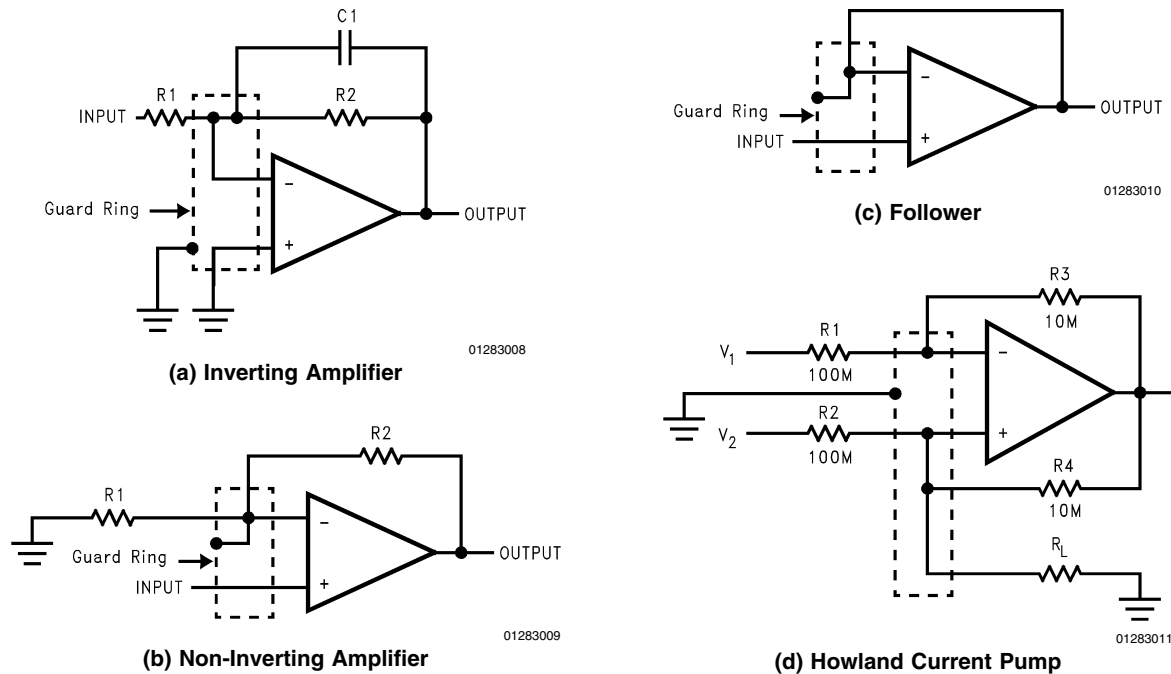 C1
R1
R2
INPUT
−
Guard Ring
OUTPUT
+
01283008
(a) Inverting Amplifier
R2
R1
−
Guard Ring
OUTPUT
INPUT
+
01283009
(b) Non-Inverting Amplifier
−
Guard Ring
OUTPUT
INPUT
+
01283010
(c) Follower
R3
10M
R1
V1
100M
−
R2
V2
100M
+
R4
10M
RL
01283011
(d) Howland Current Pump